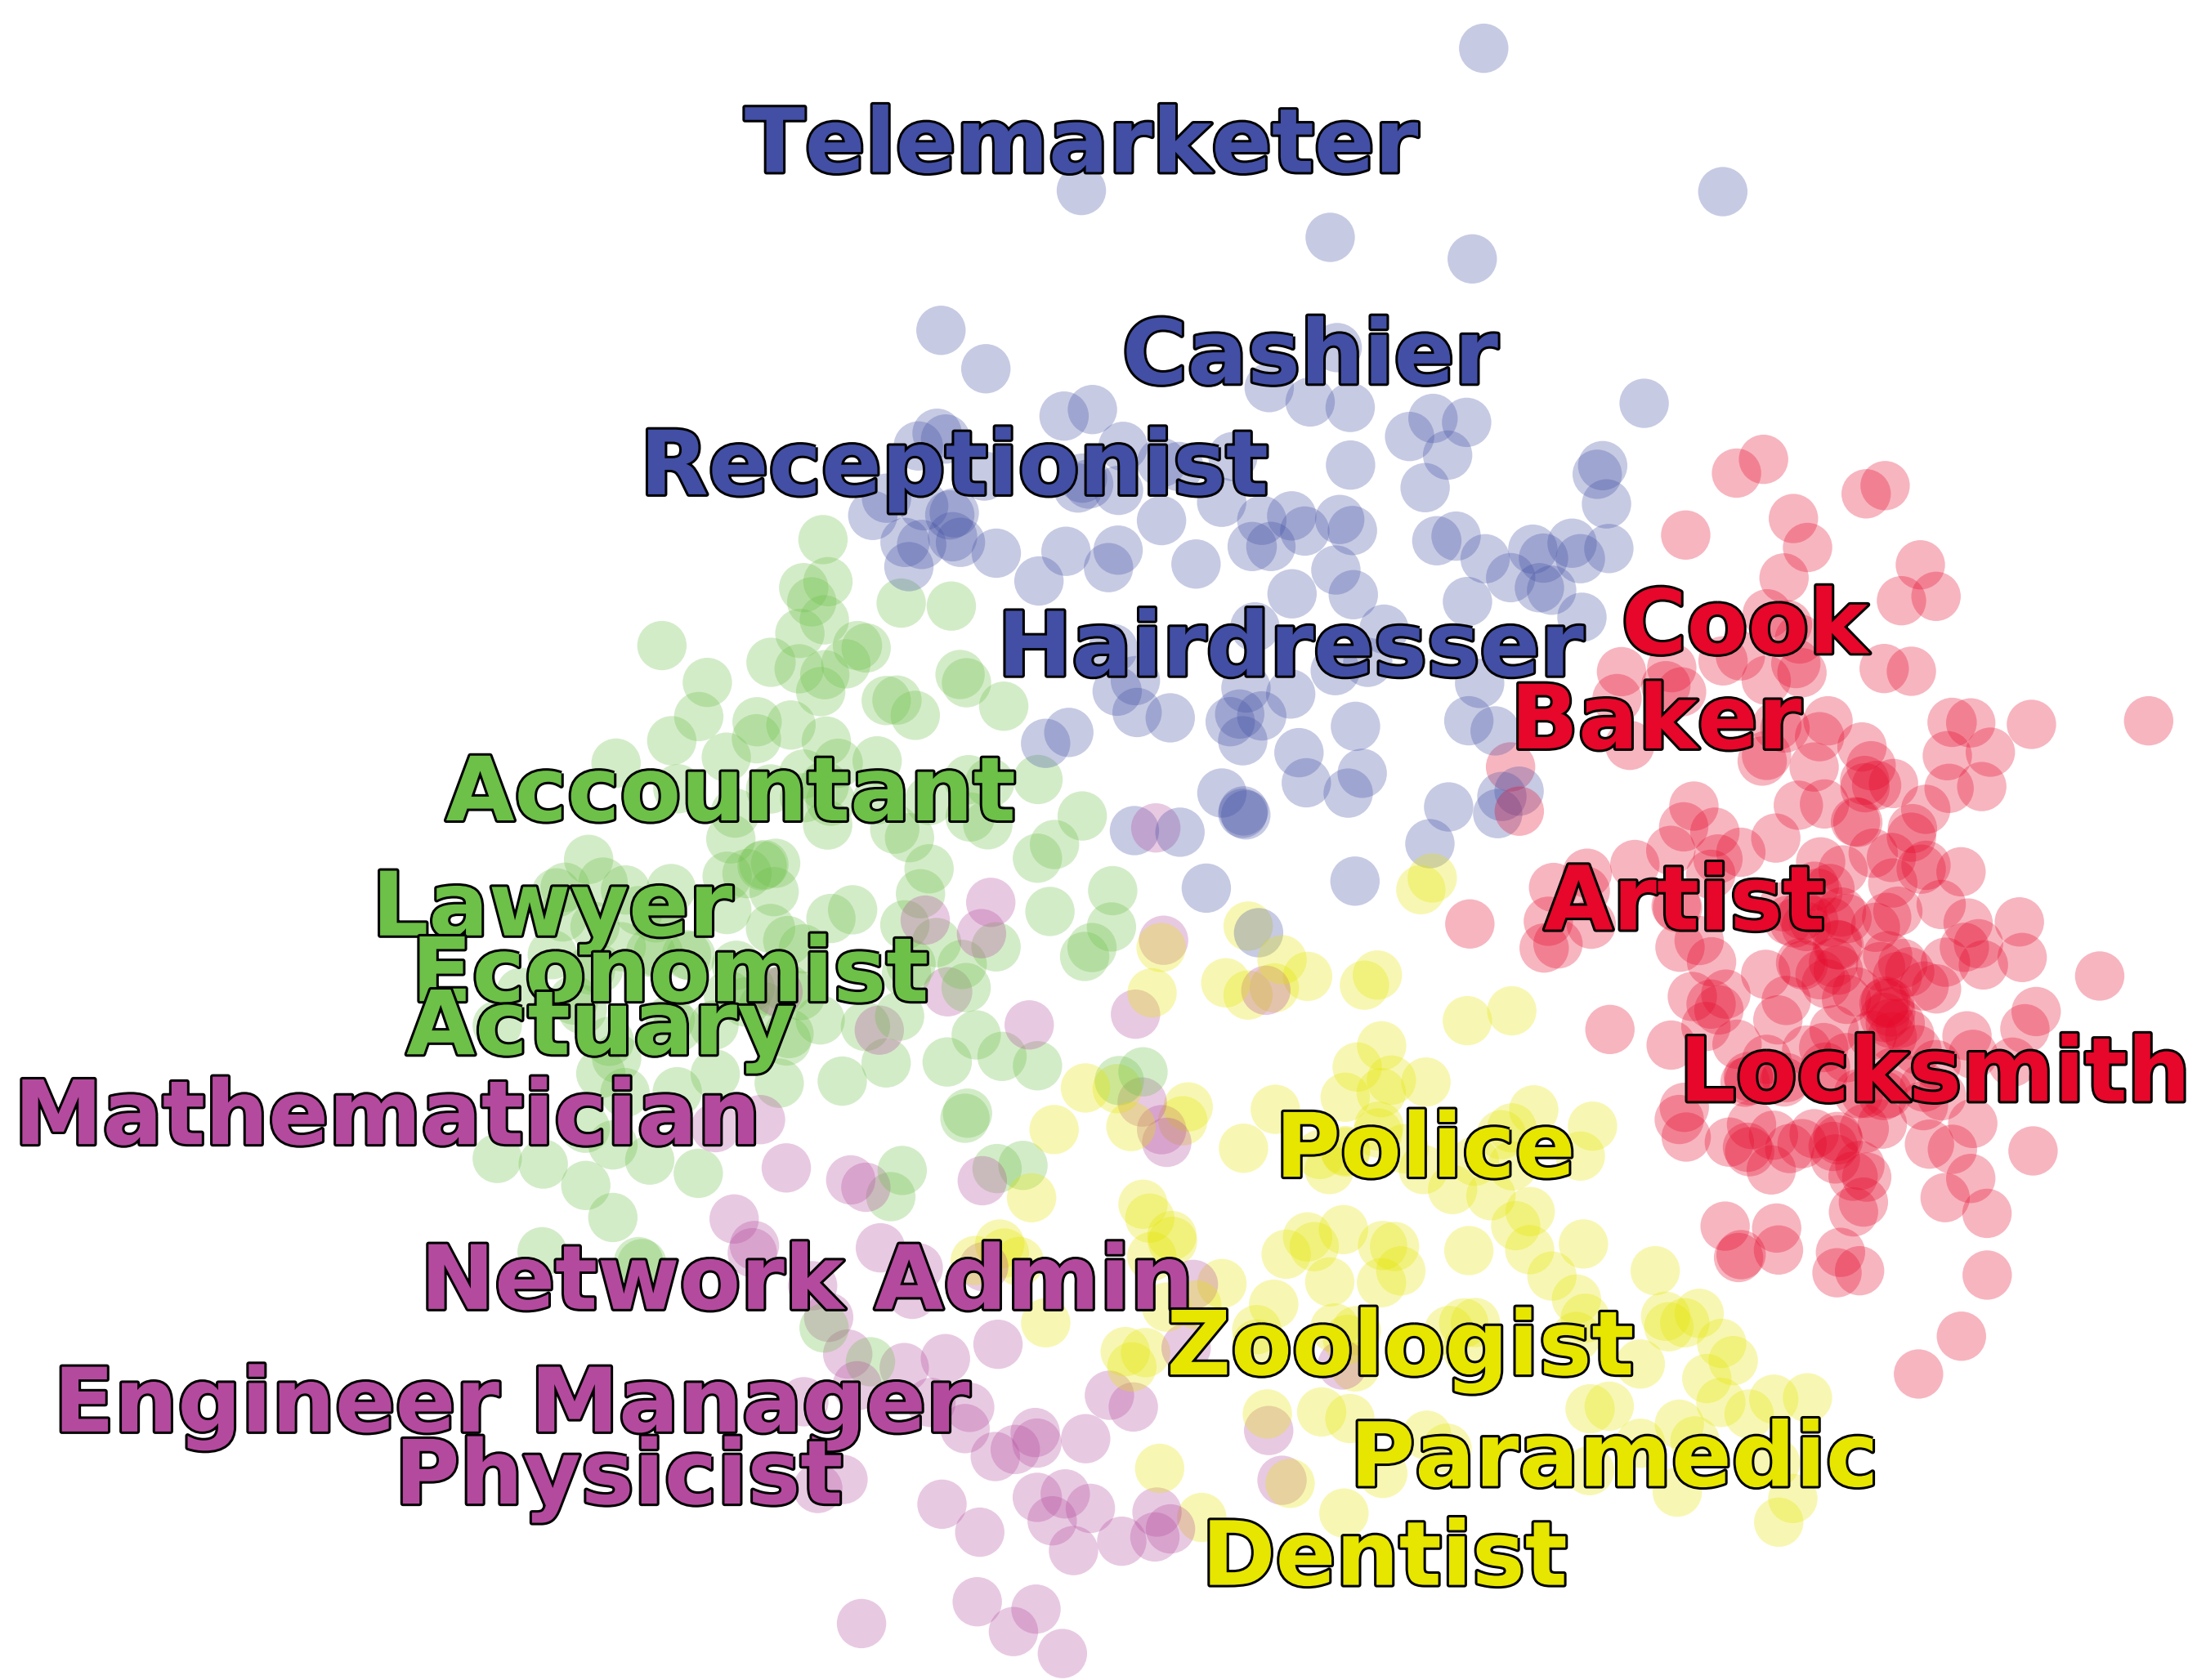 Telemarketer
Cashier
Receptionist
Hairdresser
Cook
Baker
Accountant
Lawyer
Artist
Economist
Actuary
Locksmith
Mathematician
Police
Network Admin
Zoologist
Engineer Manager
Paramedic
Physicist
Dentist